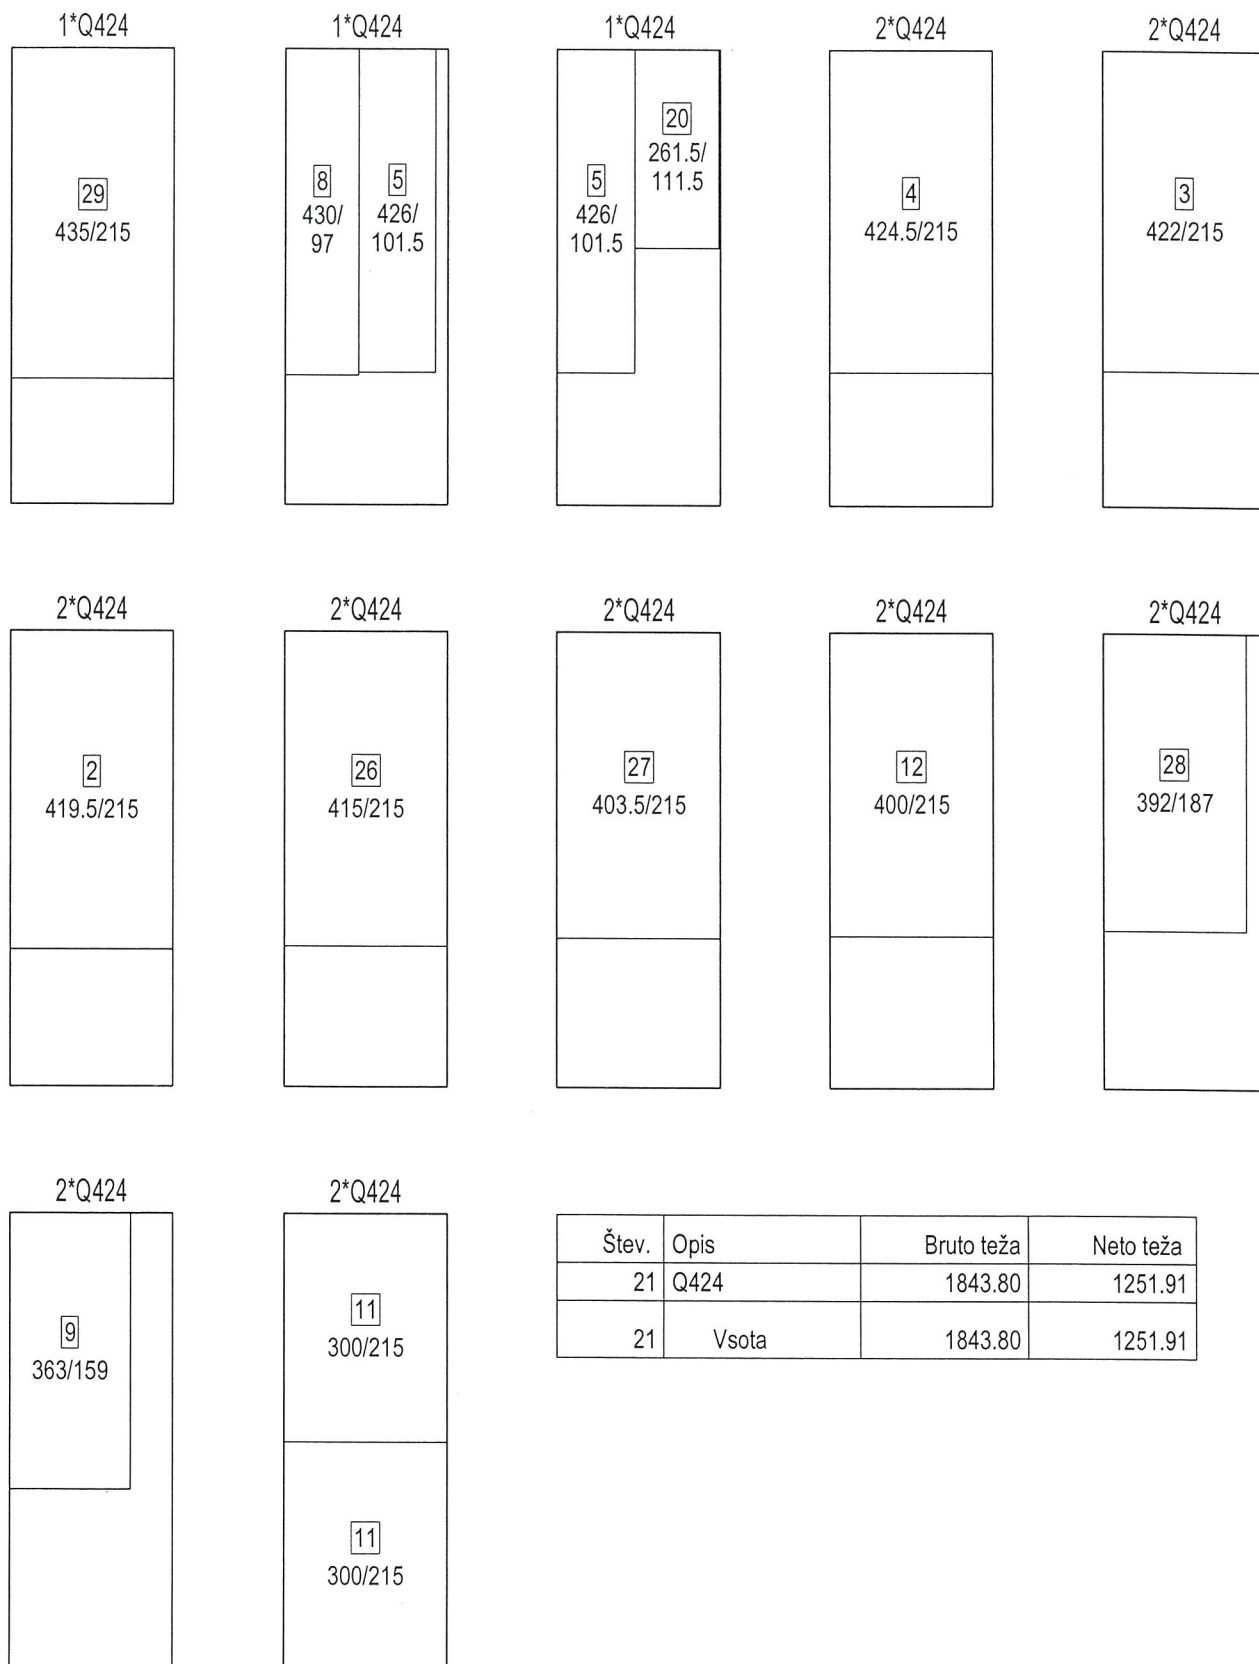 1*Q424
29
435/215
1*Q424
8
430/
97
5
426/
101.5
1*Q424
5
426/
101.5
20
261.5/
111.5
2*Q424
4
424.5/215
2*Q424
3
422/215
2*Q424
2
419.5/215
2*Q424
26
415/215
2*Q424
27
403.5/215
2*Q424
12
400/215
2*Q424
28
392/187
2*Q424
9
363/159
2*Q424
11
300/215
11
300/215
Štev. Opis Bruto teža Neto teža
21 Q424 1843.80 1251.91
21 Vsota 1843.80 1251.91